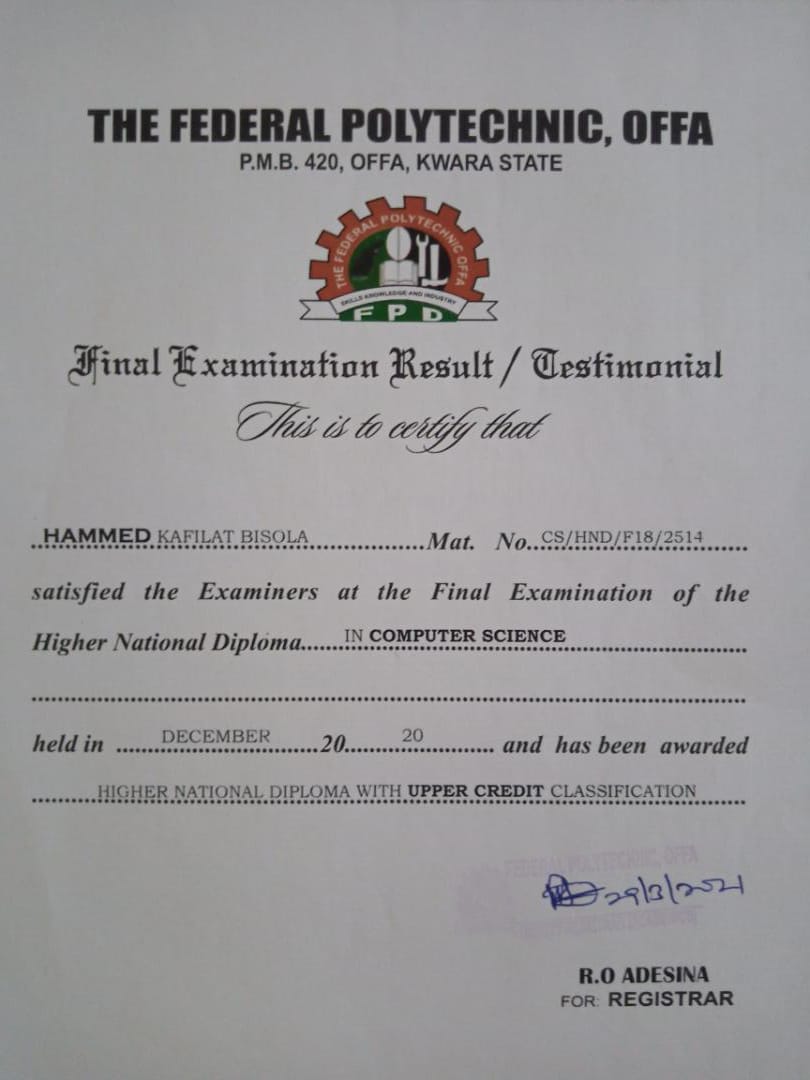 THE FEDERAL POLYTECHNIC, OFFA
P.M.B. 420, OFFA, KWARA STATE
THE FEDERAL POLYTECHNIC OFFA
SKILLS KNOWLEDGE AND INDUSTRY
FPD
Final Examination Result / Testimonial
This is to certify that
HAMMED KAFILAT BISOLA Mat. No. CS/HND/F18/2514
satisfied the Examiners at the Final Examination of the
Higher National Diploma IN COMPUTER SCIENCE
held in DECEMBER 20 20 and has been awarded
HIGHER NATIONAL DIPLOMA WITH UPPER CREDIT CLASSIFICATION
FEDERAL POLYTECHNIC, OFFA
29/3/2021
R.O ADESINA
FOR: REGISTRAR